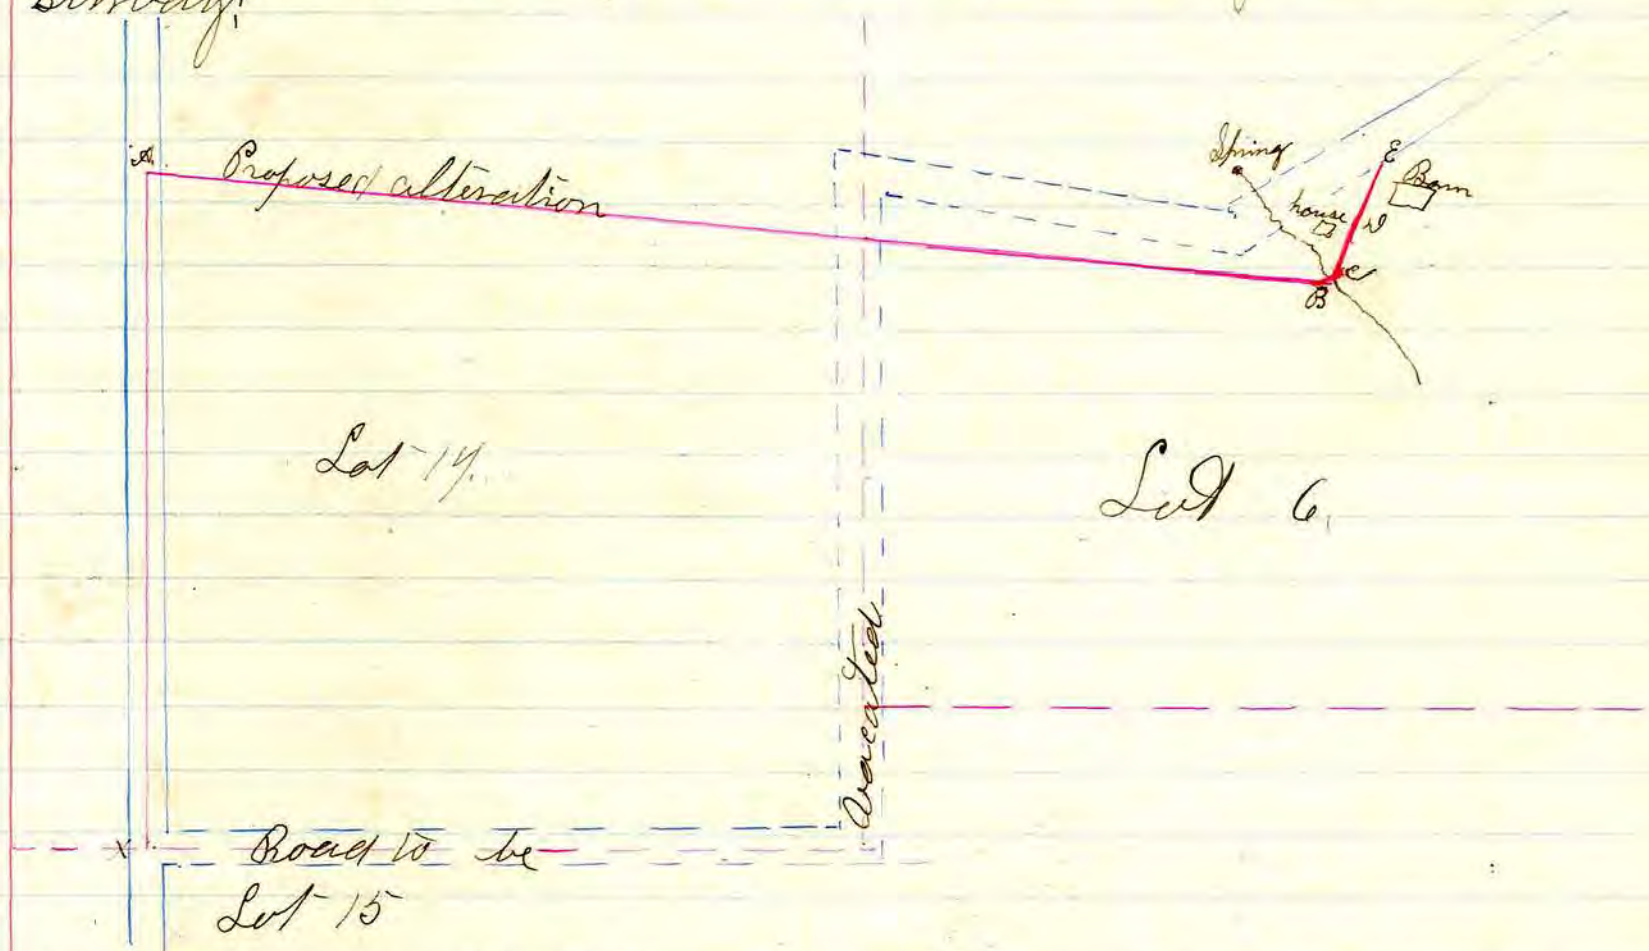 A.
Proposed alteration
Spring
E
Barn
house
D
C
B
Lot 14.
Lot 6.
vacated
X
Road to be
Lot 15